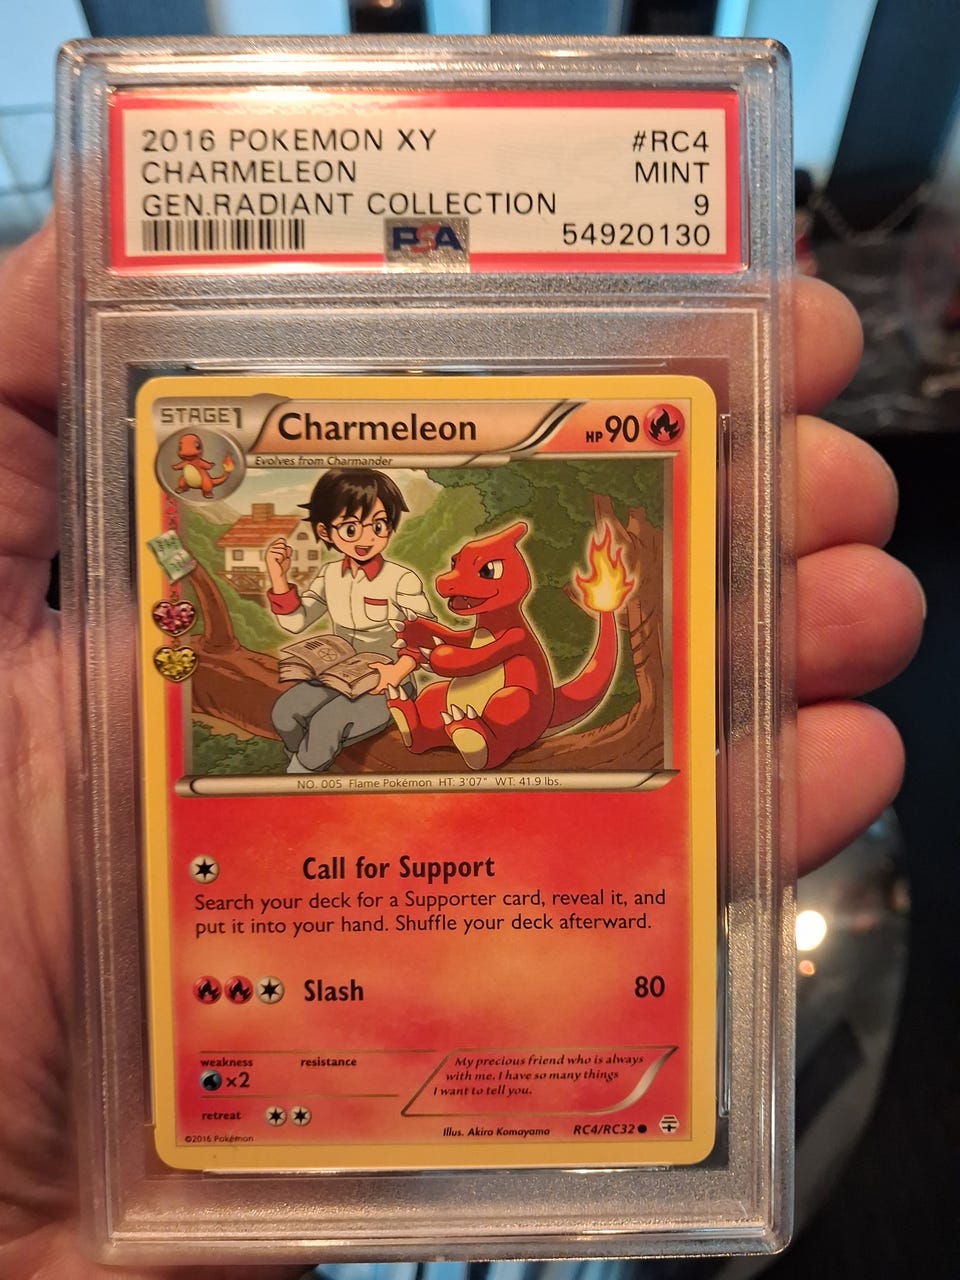 2016 POKEMON XY #RC4
CHARMELEON MINT
GEN.RADIANT COLLECTION 9
PSA 54920130
STAGE1 Charmeleon HP 90
Evolves from Charmander
NO. 005 Flame Pokémon HT: 3'07" WT: 41.9 lbs.
Call for Support
Search your deck for a Supporter card, reveal it, and
put it into your hand. Shuffle your deck afterward.
Slash 80
weakness resistance
×2
retreat
My precious friend who is always
with me. I have so many things
I want to tell you.
Illus. Akira Komayama RC4/RC32
©2016 Pokémon